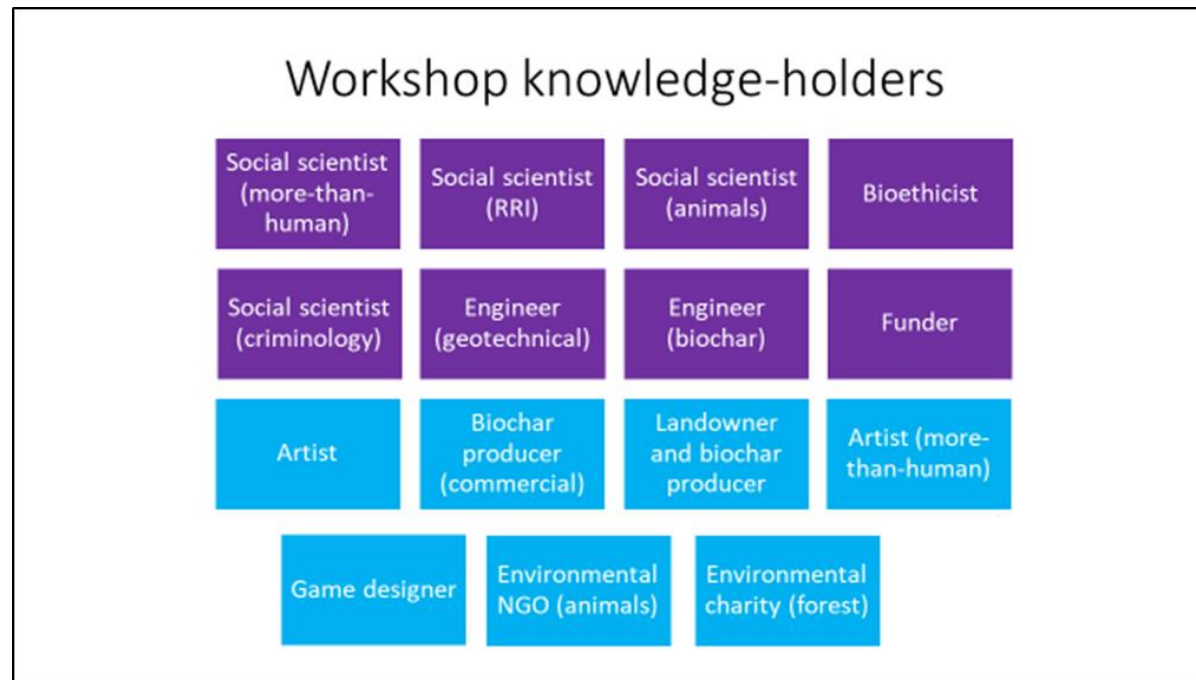 Workshop knowledge-holders
Social scientist
(more-than-
human)
Social scientist
(RRI)
Social scientist
(animals)
Bioethicist
Social scientist
(criminology)
Engineer
(geotechnical)
Engineer
(biochar)
Funder
Artist
Biochar
producer
(commercial)
Landowner
and biochar
producer
Artist (more-
than-human)
Game designer
Environmental
NGO (animals)
Environmental
charity (forest)